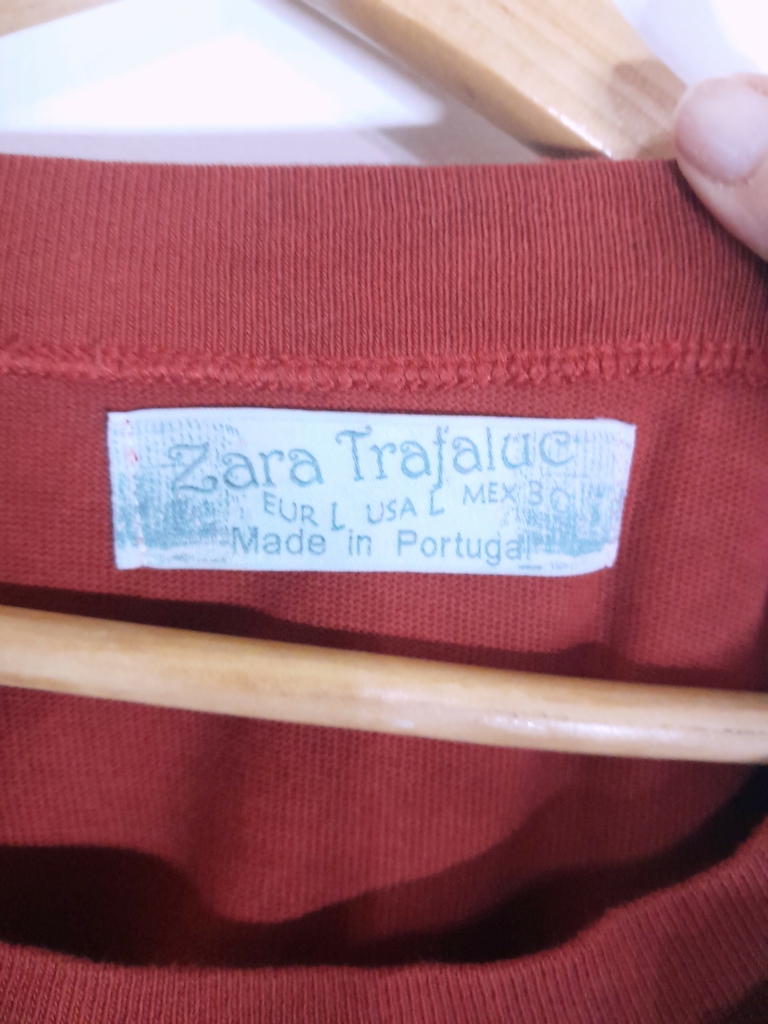 Zara Trafaluc
EUR L USA L MEX 30
Made in Portugal